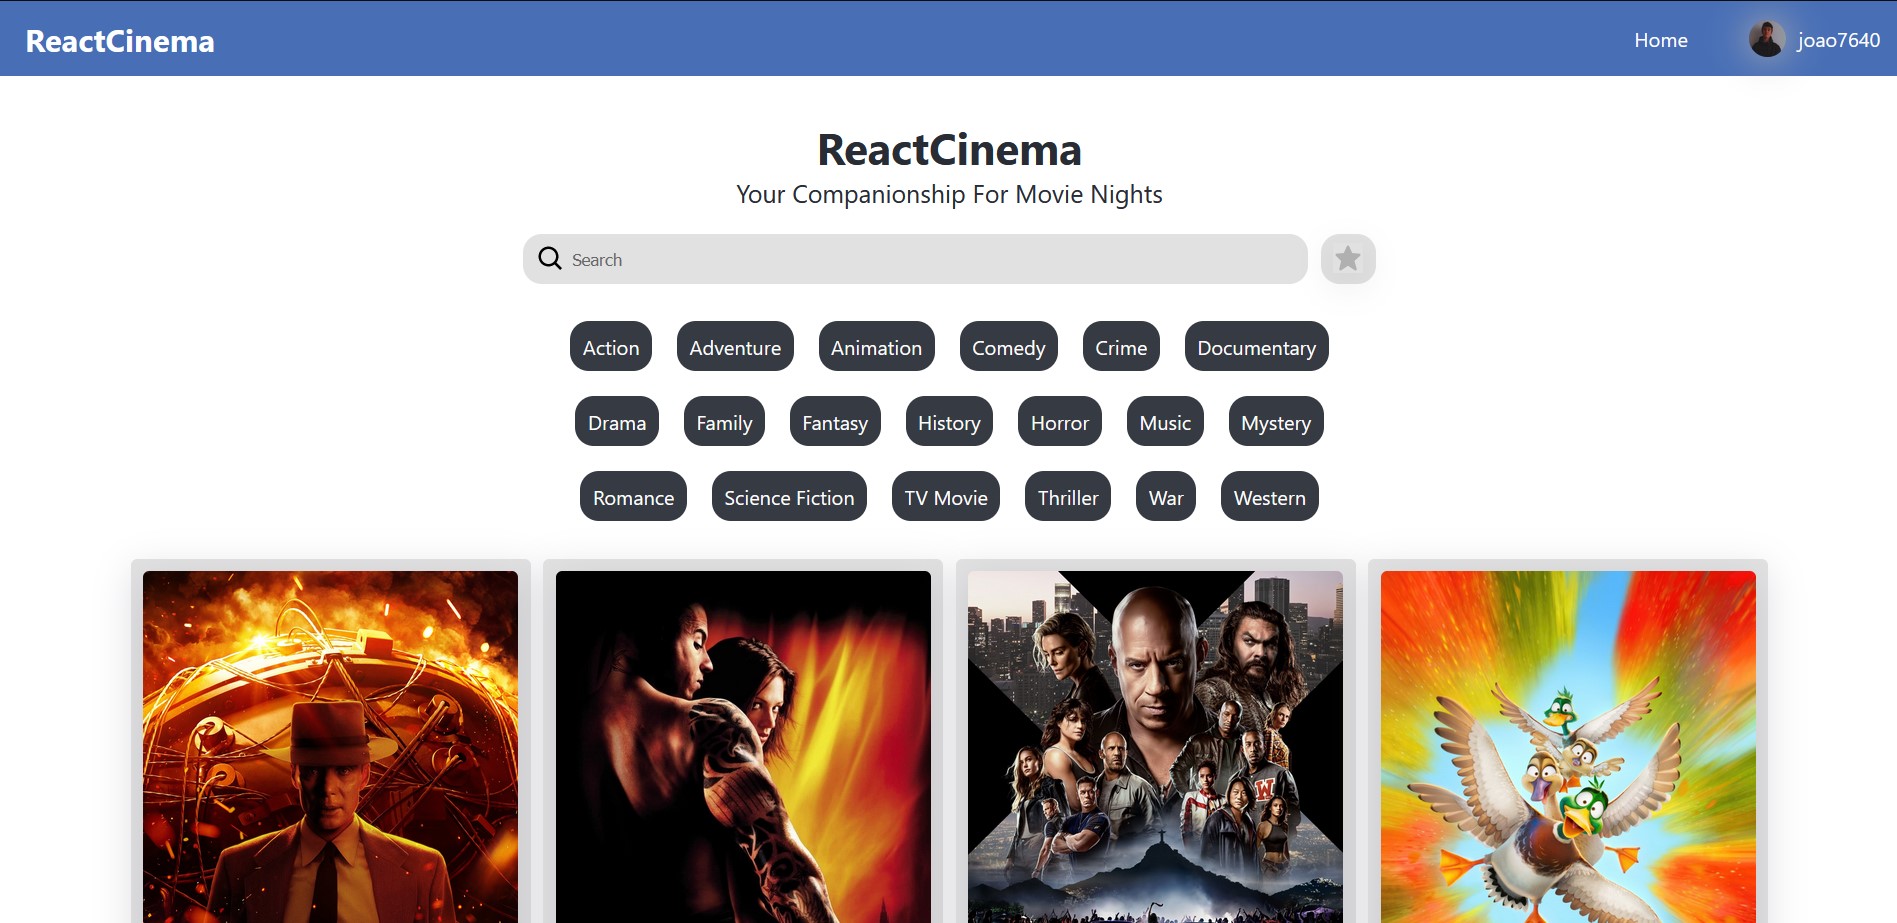 ReactCinema
Home
joao7640
ReactCinema
Your Companionship For Movie Nights
Search
Action Adventure Animation Comedy Crime Documentary
Drama Family Fantasy History Horror Music Mystery
Romance Science Fiction TV Movie Thriller War Western
W